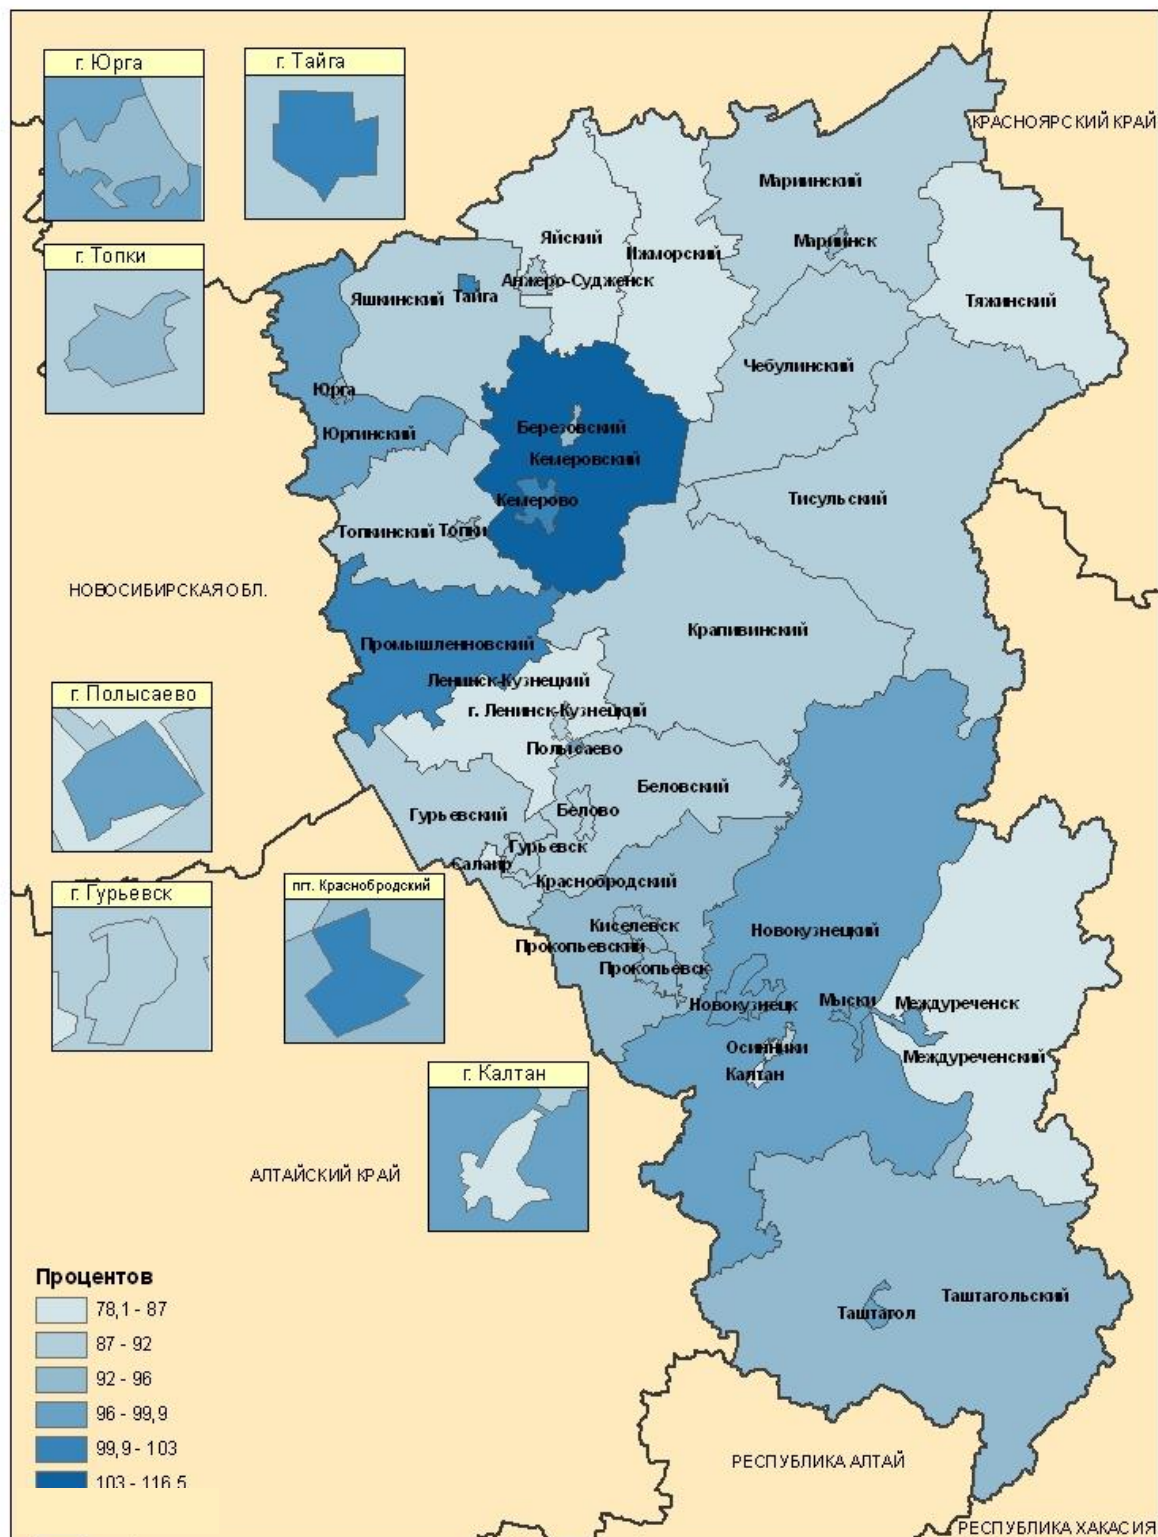 г. Юрга
г. Тайга
КРАСНОЯРСКИЙ КРАЙ
Мариинский
Яйский
Мариинск
г. Топки
Ижморский
Анжеро-Судженск
Яшкинский
Тайга
Тяжинский
Чебулинский
Юрга
Березовский
Юргинский
Кемеровский
Кемерово
Тисульский
Топкинский
Топки
НОВОСИБИРСКАЯ ОБЛ.
Крапивинский
Промышленновский
Ленинск-Кузнецкий
г. Полысаево
г. Ленинск-Кузнецкий
Полысаево
Беловский
Гурьевский
Белово
Гурьевск
Салаир
г. Гурьевск
пгт. Краснобродский
Краснобродский
Киселевск
Новокузнецкий
Прокопьевский
Прокопьевск
Новокузнецк
Мыски
Междуреченск
Осинники
Междуреченский
г. Калтан
Калтан
АЛТАЙСКИЙ КРАЙ
Процентов
78,1 - 87
87 - 92
92 - 96
96 - 99,9
99,9 - 103
103 - 116,5
Таштагольский
Таштагол
РЕСПУБЛИКА АЛТАЙ
РЕСПУБЛИКА ХАКАСИЯ